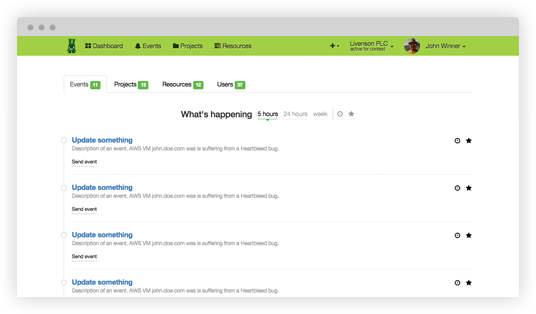 Dashboard Events Projects Resources Livenson PLC John Winner
active for context
Events 11 Projects 12 Resources 12 Users 37
What's happening 5 hours 24 hours week
Update something
Description of an event. AWS VM john.doe.com was is suffering from a Heartbleed bug.
Send event
Update something
Description of an event. AWS VM john.doe.com was is suffering from a Heartbleed bug.
Send event
Update something
Description of an event. AWS VM john.doe.com was is suffering from a Heartbleed bug.
Send event
Update something
Description of an event. AWS VM john.doe.com was is suffering from a Heartbleed bug.